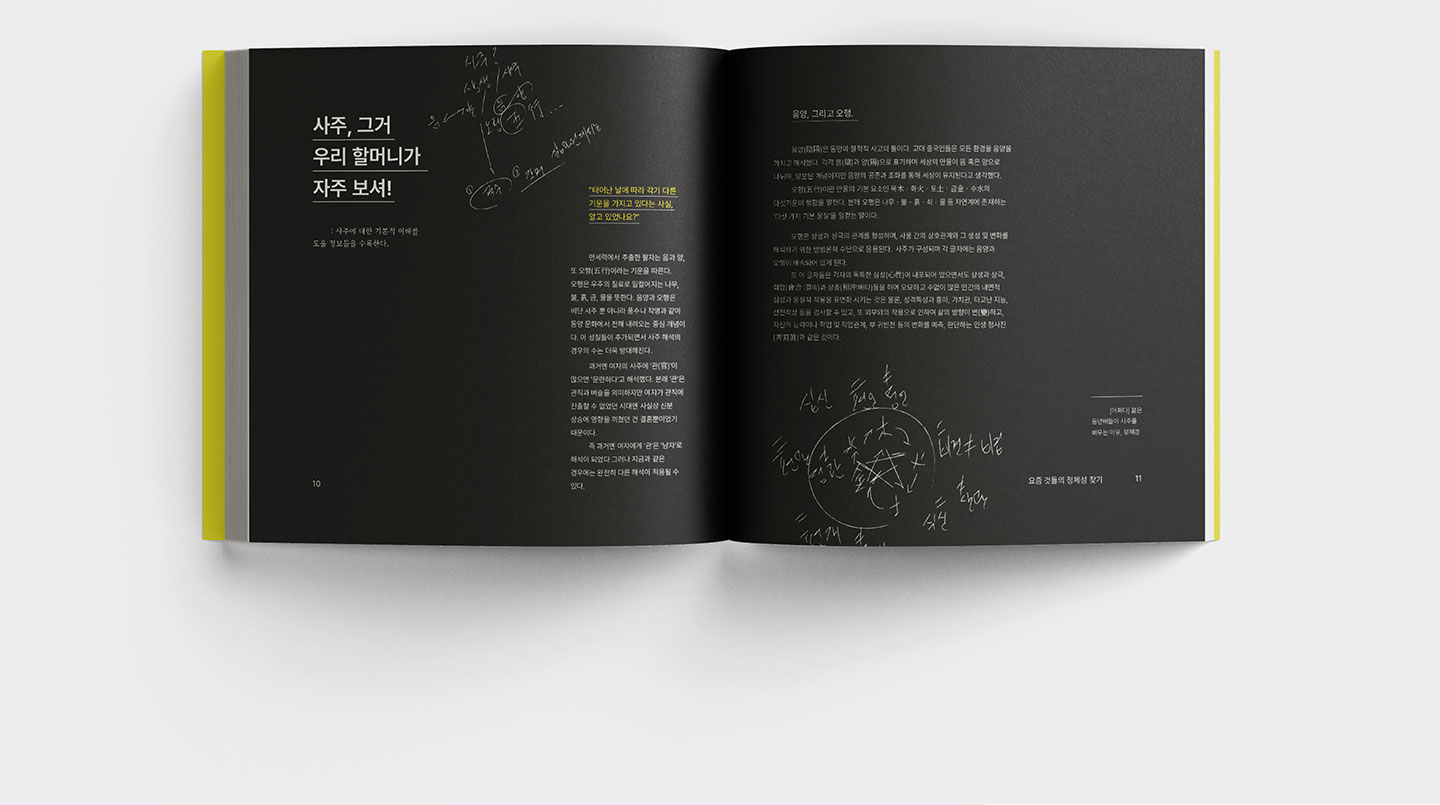 사주?
상생 / 사주
行...
사주, 그거
우리 할머니가
자주 보셔!
: 사주에 대한 기본적 이해를
도울 정보들을 수록한다.
"태어난 날에 따라 각기 다른
기운을 가지고 있다는 사실,
알고 있었나요?"
만세력에서 추출한 팔자는 음과 양,
또 오행(五行)이라는 기운을 따른다.
오행은 우주의 질료로 일컬어지는 나무,
불, 흙, 금, 물을 뜻한다. 음양과 오행은
비단 사주 뿐 아니라 풍수나 작명과 같이
동양 문화에서 전해 내려오는 중심 개념이
다. 이 성질들이 추가되면서 사주 해석의
경우의 수는 더욱 방대해진다.
과거엔 여자의 사주에 '관(官)'이
많으면 '문란하다'고 해석했다. 본래 '관'은
관직과 벼슬을 의미하지만 여자가 관직에
진출할 수 없었던 시대엔 사실상 신분
상승에 영향을 끼쳤던 건 결혼뿐이었기
때문이다.
즉 과거엔 여자에게 '관'은 '남자'로
해석이 되었다 그러나 지금과 같은
경우에는 완전히 다른 해석이 적용될 수
있다.
10
음양, 그리고 오행.
음양(陰陽)은 동양의 철학적 사고의 틀이다. 고대 중국인들은 모든 환경을 음양을
가지고 해석했다. 각각 음(陰)과 양(陽)으로 표기하며 세상의 만물이 음 혹은 양으로
나뉘며, 양분된 개념이지만 음양의 공존과 조화를 통해 세상이 유지된다고 생각했다.
오행(五行)이란 만물의 기본 요소인 목木 · 화火 · 토土 · 금金 · 수水의
다섯기운이 행함을 말한다. 본래 오행은 나무 · 불 · 흙 · 쇠 · 물 등 자연계에 존재하는
'다섯 가지 기본 물질'을 일컫는 말이다.
오행은 상생과 상극의 관계를 형성하며, 사물 간의 상호관계와 그 생성 및 변화를
해석하기 위한 방법론적 수단으로 응용된다. 사주가 구성되며 각 글자에는 음양과
오행이 배속되어 있게 된다.
또 이 글자들은 각자의 독특한 심성(心性)이 내포되어 있으면서도 상생과 상극,
회합(會合:결속)과 상충(相沖:배타)등을 하며 오묘하고 수없이 많은 인간의 내면적
심성과 물질적 작용을 표면화 시키는 것은 물론, 성격특성과 흥미, 가치관, 타고난 지능,
선천적성 등을 검사할 수 있고, 또 외부와의 작용으로 인하여 삶의 방향이 변(變)하고,
자신의 능력이나 학업 및 직업관계, 부 귀빈천 등의 변화를 예측, 판단하는 인생 청사진
(靑寫眞)과 같은 것이다.
십신
木
식신
[어쩌다] 젊은
동년배들이 사주를
배우는 이유, 장혜경
요즘 것들의 정체성 찾기 11